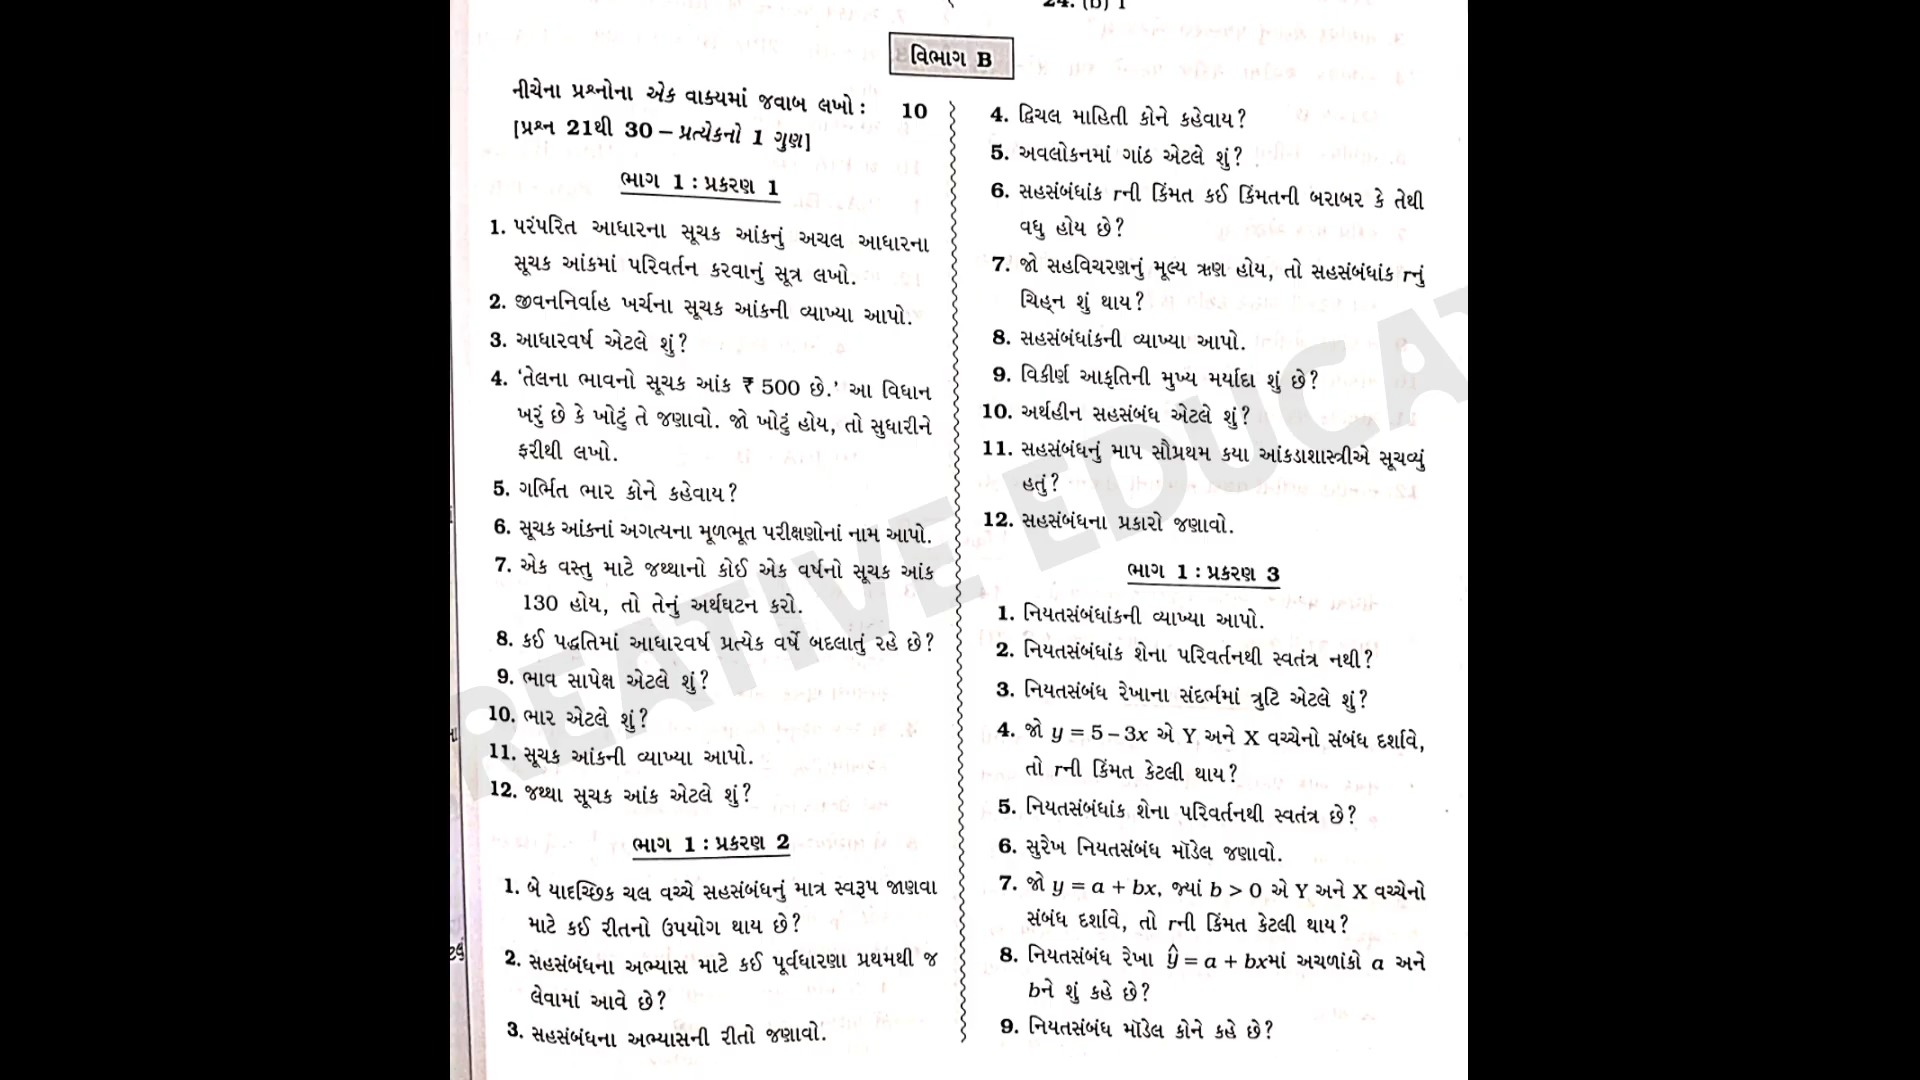 24. (b) 1
વિભાગ B
નીચેના પ્રશ્નોના એક વાક્યમાં જવાબ લખો : 10
[પ્રશ્ન 21થી 30 – પ્રત્યેકનો 1 ગુણ]
ભાગ 1 : પ્રકરણ 1
1. પરંપરિત આધારના સૂચક આંકનું અચલ આધારના
સૂચક આંકમાં પરિવર્તન કરવાનું સૂત્ર લખો.
2. જીવનનિર્વાહ ખર્ચના સૂચક આંકની વ્યાખ્યા આપો.
3. આધારવર્ષ એટલે શું?
4. ‘તેલના ભાવનો સૂચક આંક ₹ 500 છે.’ આ વિધાન
ખરું છે કે ખોટું તે જણાવો. જો ખોટું હોય, તો સુધારીને
ફરીથી લખો.
5. ગર્ભિત ભાર કોને કહેવાય?
6. સૂચક આંકનાં અગત્યના મૂળભૂત પરીક્ષણોનાં નામ આપો.
7. એક વસ્તુ માટે જથ્થાનો કોઈ એક વર્ષનો સૂચક આંક
130 હોય, તો તેનું અર્થઘટન કરો.
8. કઈ પદ્ધતિમાં આધારવર્ષ પ્રત્યેક વર્ષે બદલાતું રહે છે?
9. ભાવ સાપેક્ષ એટલે શું?
10. ભાર એટલે શું?
11. સૂચક આંકની વ્યાખ્યા આપો.
12. જથ્થા સૂચક આંક એટલે શું?
ભાગ 1 : પ્રકરણ 2
1. બે યાદચ્છિક ચલ વચ્ચે સહસંબંધનું માત્ર સ્વરૂપ જાણવા
માટે કઈ રીતનો ઉપયોગ થાય છે?
2. સહસંબંધના અભ્યાસ માટે કઈ પૂર્વધારણા પ્રથમથી જ
લેવામાં આવે છે?
3. સહસંબંધના અભ્યાસની રીતો જણાવો.
4. દ્વિચલ માહિતી કોને કહેવાય?
5. અવલોકનમાં ગાંઠ એટલે શું?
6. સહસંબંધાંક rની કિંમત કઈ કિંમતની બરાબર કે તેથી
વધુ હોય છે?
7. જો સહવિચરણનું મૂલ્ય ઋણ હોય, તો સહસંબંધાંક rનું
ચિહ્ન શું થાય?
8. સહસંબંધાંકની વ્યાખ્યા આપો.
9. વિકીર્ણ આકૃતિની મુખ્ય મર્યાદા શું છે?
10. અર્થહીન સહસંબંધ એટલે શું?
11. સહસંબંધનું માપ સૌપ્રથમ કયા આંકડાશાસ્ત્રીએ સૂચવ્યું
હતું?
12. સહસંબંધના પ્રકારો જણાવો.
ભાગ 1 : પ્રકરણ 3
1. નિયતસંબંધાંકની વ્યાખ્યા આપો.
2. નિયતસંબંધાંક શેના પરિવર્તનથી સ્વતંત્ર નથી?
3. નિયતસંબંધ રેખાના સંદર્ભમાં ત્રુટિ એટલે શું?
4. જો y = 5 – 3x એ Y અને X વચ્ચેનો સંબંધ દર્શાવે,
તો rની કિંમત કેટલી થાય?
5. નિયતસંબંધાંક શેના પરિવર્તનથી સ્વતંત્ર છે?
6. સુરેખ નિયતસંબંધ મૉડેલ જણાવો.
7. જો y = a + bx, જ્યાં b > 0 એ Y અને X વચ્ચેનો
સંબંધ દર્શાવે, તો rની કિંમત કેટલી થાય?
8. નિયતસંબંધ રેખા ŷ = a + bxમાં અચળાંકો a અને
bને શું કહે છે?
9. નિયતસંબંધ મૉડેલ કોને કહે છે?
REATIVE EDUCAT